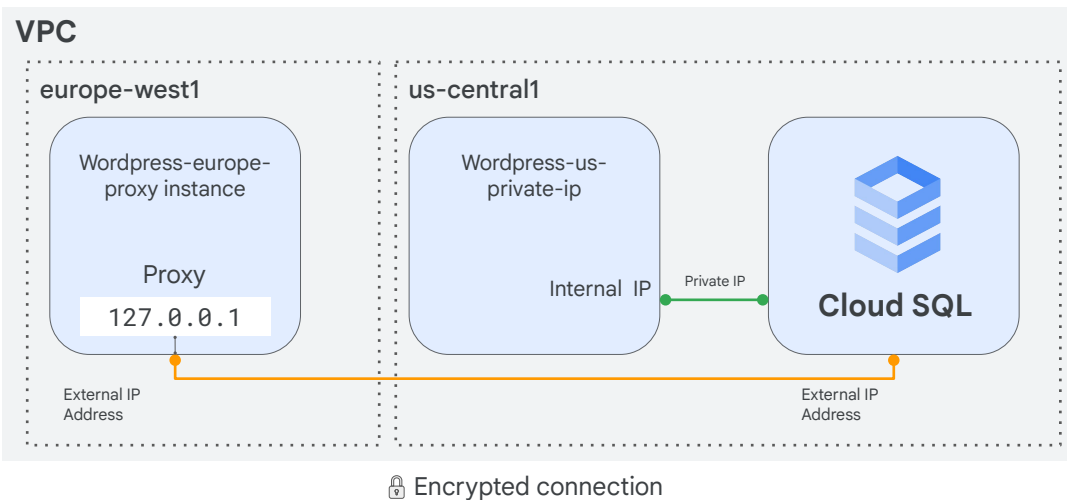 VPC
europe-west1
Wordpress-europe-
proxy instance
Proxy
127.0.0.1
External IP
Address
us-central1
Wordpress-us-
private-ip
Internal IP
Private IP
Cloud SQL
External IP
Address
Encrypted connection